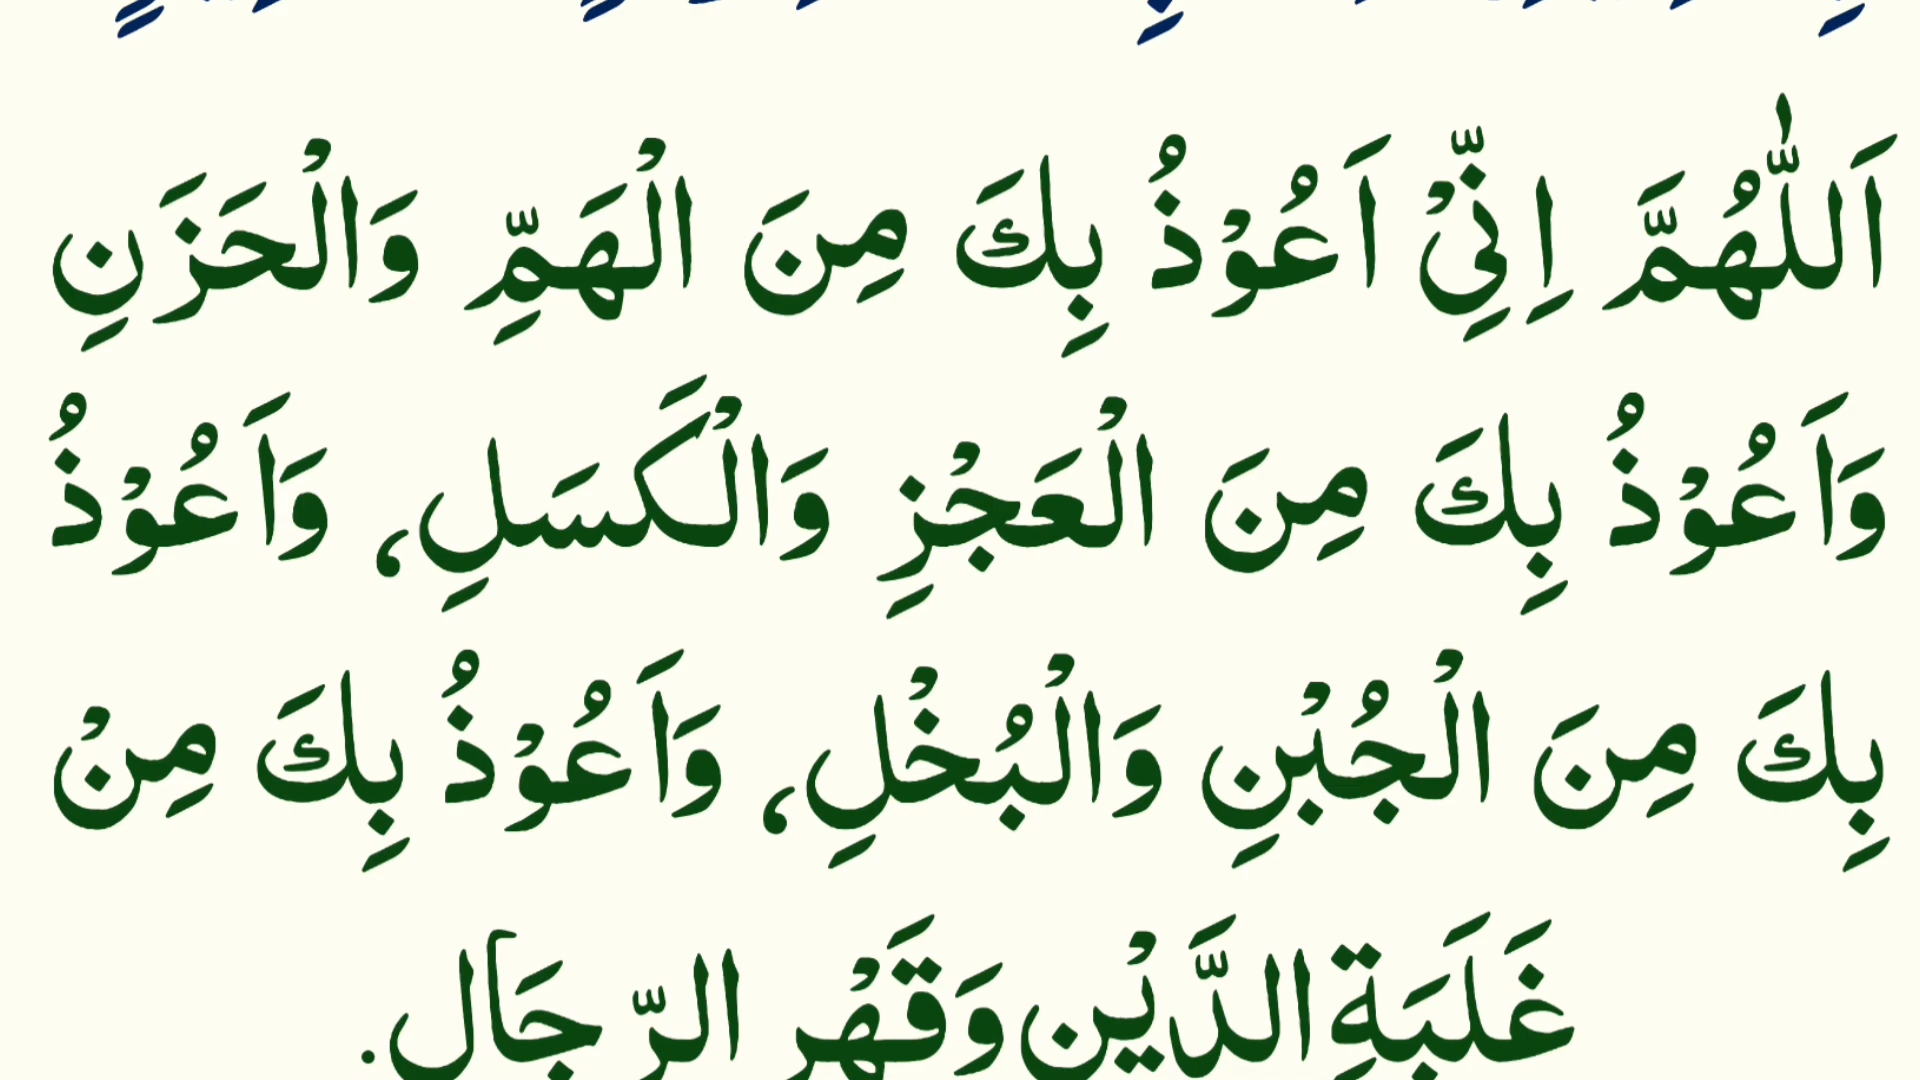 اَللّٰهُمَّ اِنِّيْ اَعُوْذُ بِكَ مِنَ الْهَمِّ وَالْحَزَنِ
وَاَعُوْذُ بِكَ مِنَ الْعَجْزِ وَالْكَسَلِ، وَاَعُوْذُ
بِكَ مِنَ الْجُبْنِ وَالْبُخْلِ، وَاَعُوْذُ بِكَ مِنْ
غَلَبَةِ الدَّيْن وَقَهْر الرّجَال.